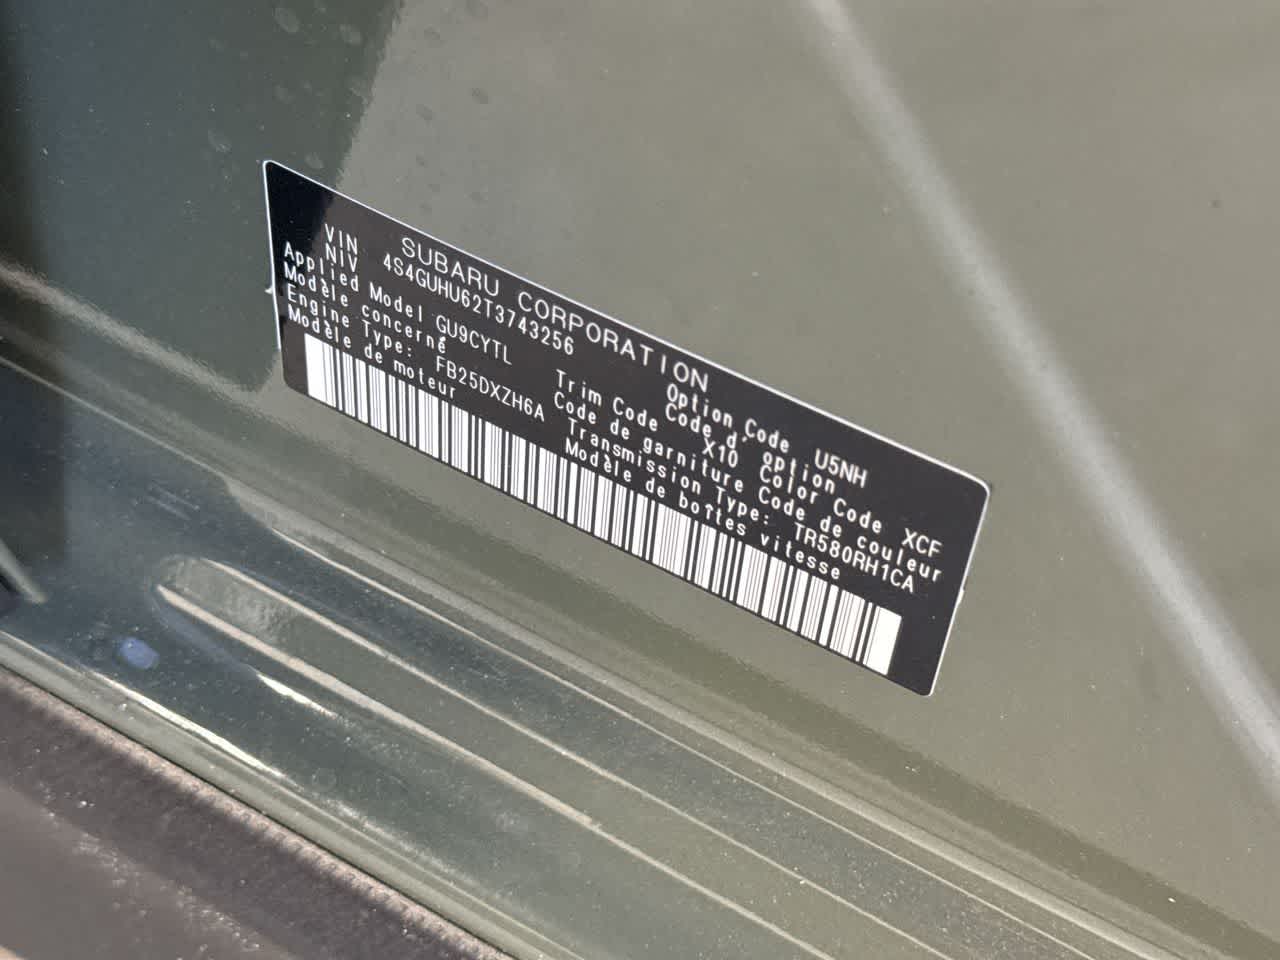 SUBARU CORPORATION
VIN
NIV 4S4GUHU62T3743256
Option Code U5NH
Code d'option
Applied Model GU9CYTL
Modèle concerné
Trim Code X10
Code de garniture
Color Code XCF
Code de couleur
Engine Type: FB25DXZH6A
Modèle de moteur
Transmission Type: TR580RH1CA
Modèle de boîtes vitesse